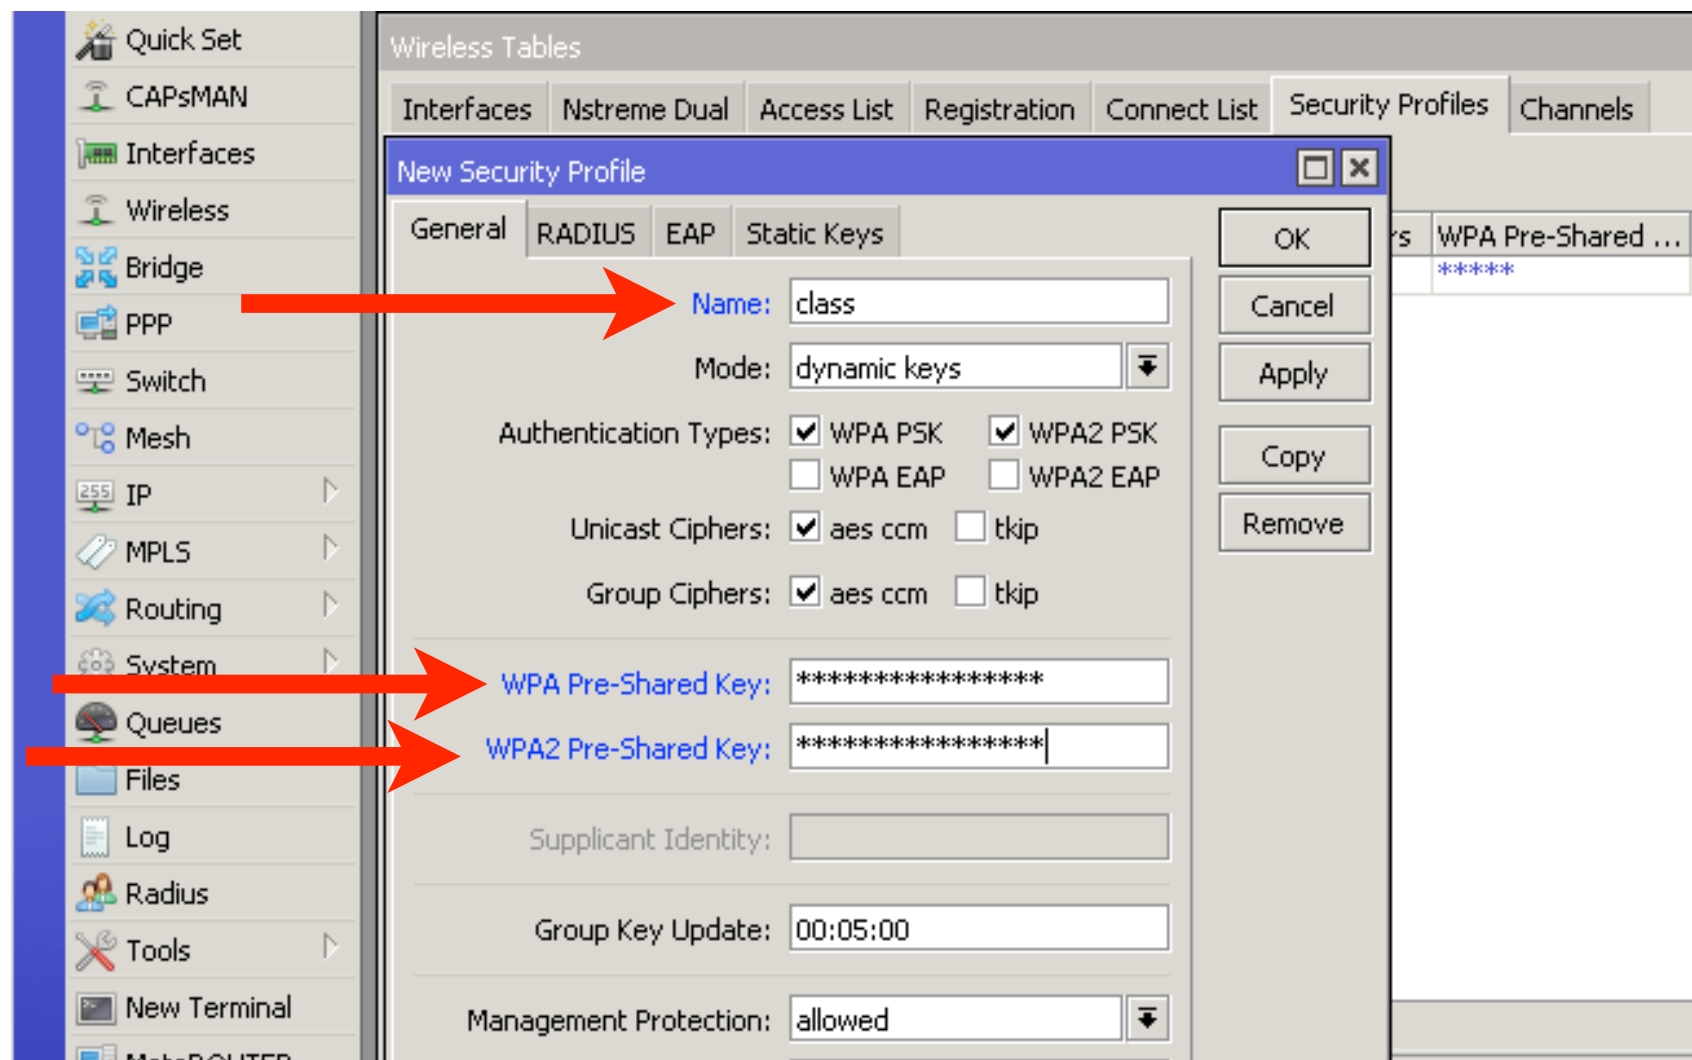 Quick Set
CAPsMAN
Interfaces
Wireless
Bridge
PPP
Switch
Mesh
255 IP
MPLS
Routing
System
Queues
Files
Log
Radius
Tools
New Terminal
MetaROUTER
Wireless Tables
Interfaces Nstreme Dual Access List Registration Connect List Security Profiles Channels
rs WPA Pre-Shared ...
*****
New Security Profile
General RADIUS EAP Static Keys
Name: class
Mode: dynamic keys
Authentication Types: WPA PSK WPA2 PSK
WPA EAP WPA2 EAP
Unicast Ciphers: aes ccm tkip
Group Ciphers: aes ccm tkip
WPA Pre-Shared Key: ****************
WPA2 Pre-Shared Key: ****************
Supplicant Identity:
Group Key Update: 00:05:00
Management Protection: allowed
OK
Cancel
Apply
Copy
Remove